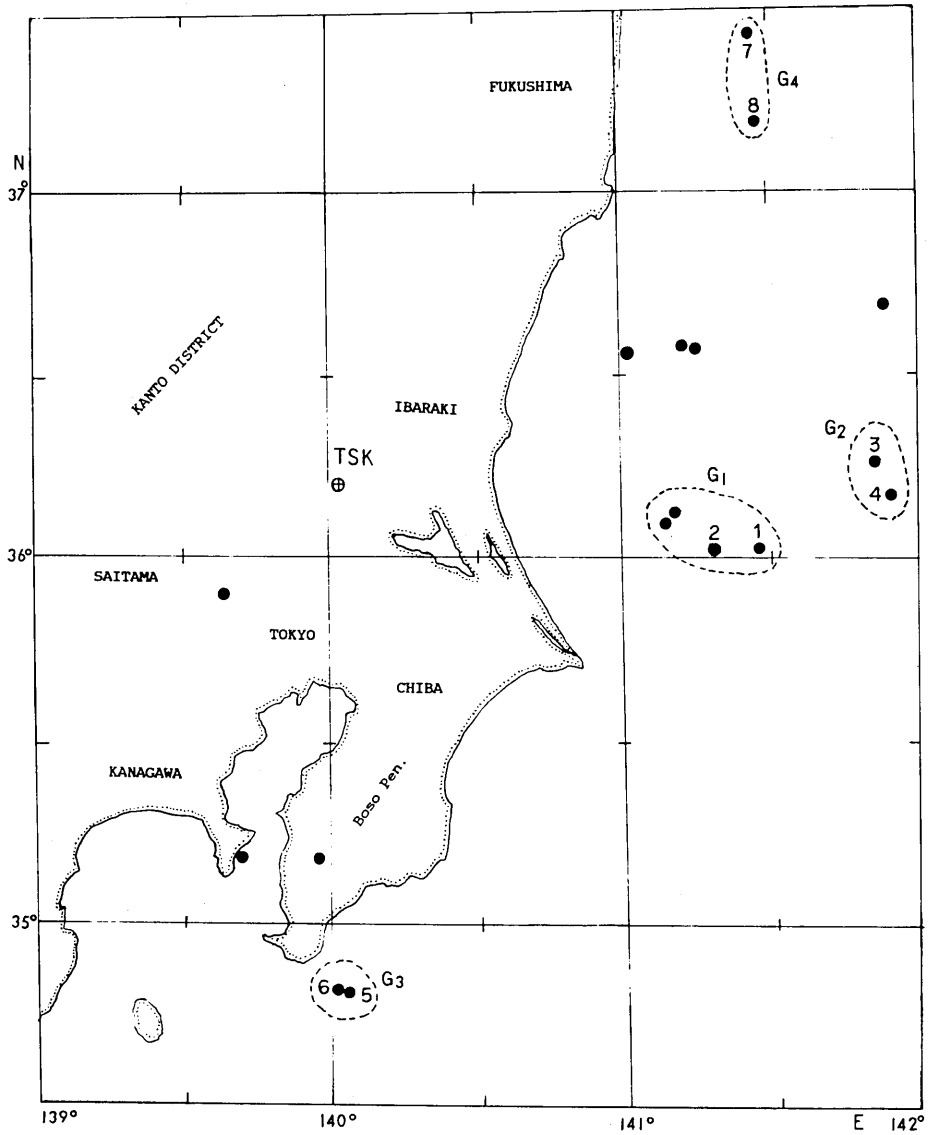 7
G4
FUKUSHIMA
8
N
37°
KANTO DISTRICT
IBARAKI
G2
3
TSK
G1
4
2
1
36°
SAITAMA
TOKYO
CHIBA
KANAGAWA
Boso Pen.
35°
6
5
G3
139°
140°
141°
E
142°